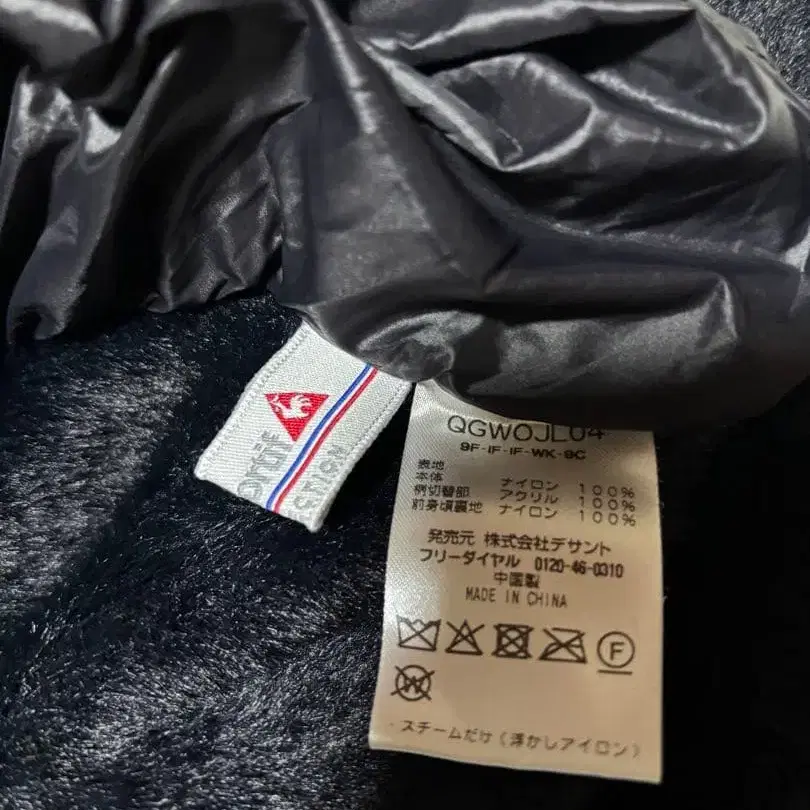 QGWOJL04
9F-IF-IF-WK-9C
表地
本体 ナイロン 100%
柄切替部 アクリル 100%
前身頃裏地 ナイロン 100%
発売元 株式会社デサント
フリーダイヤル 0120-46-0310
中国製
MADE IN CHINA
F
W
スチームだけ(浮かしアイロン)